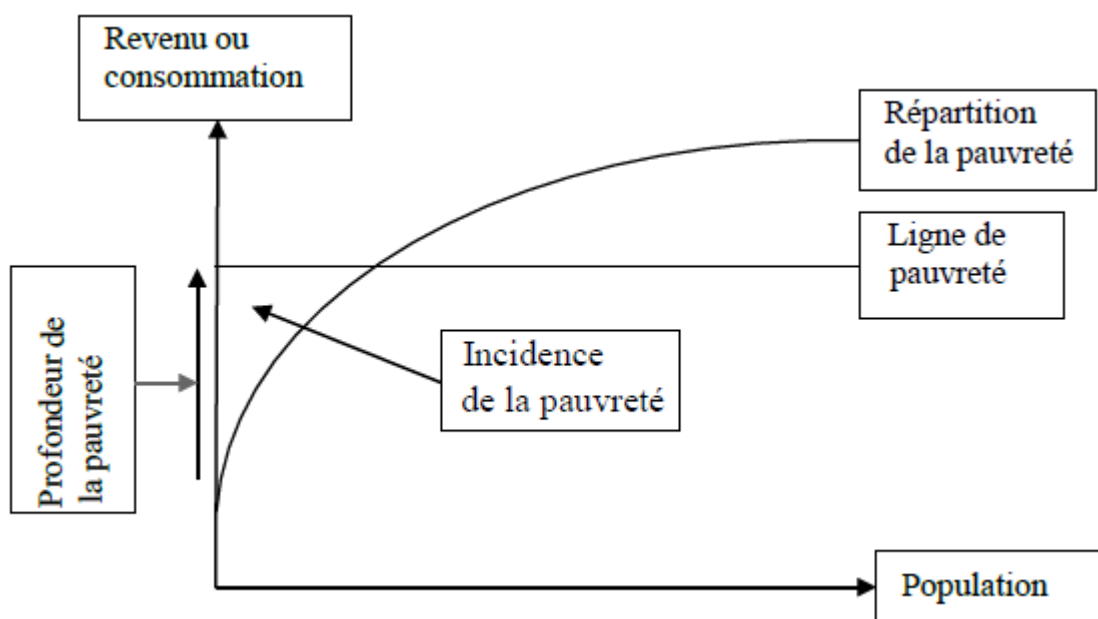 Revenu ou
consommation
Répartition
de la pauvreté
Ligne de
pauvreté
Profondeur de
la pauvreté
Incidence
de la pauvreté
Population